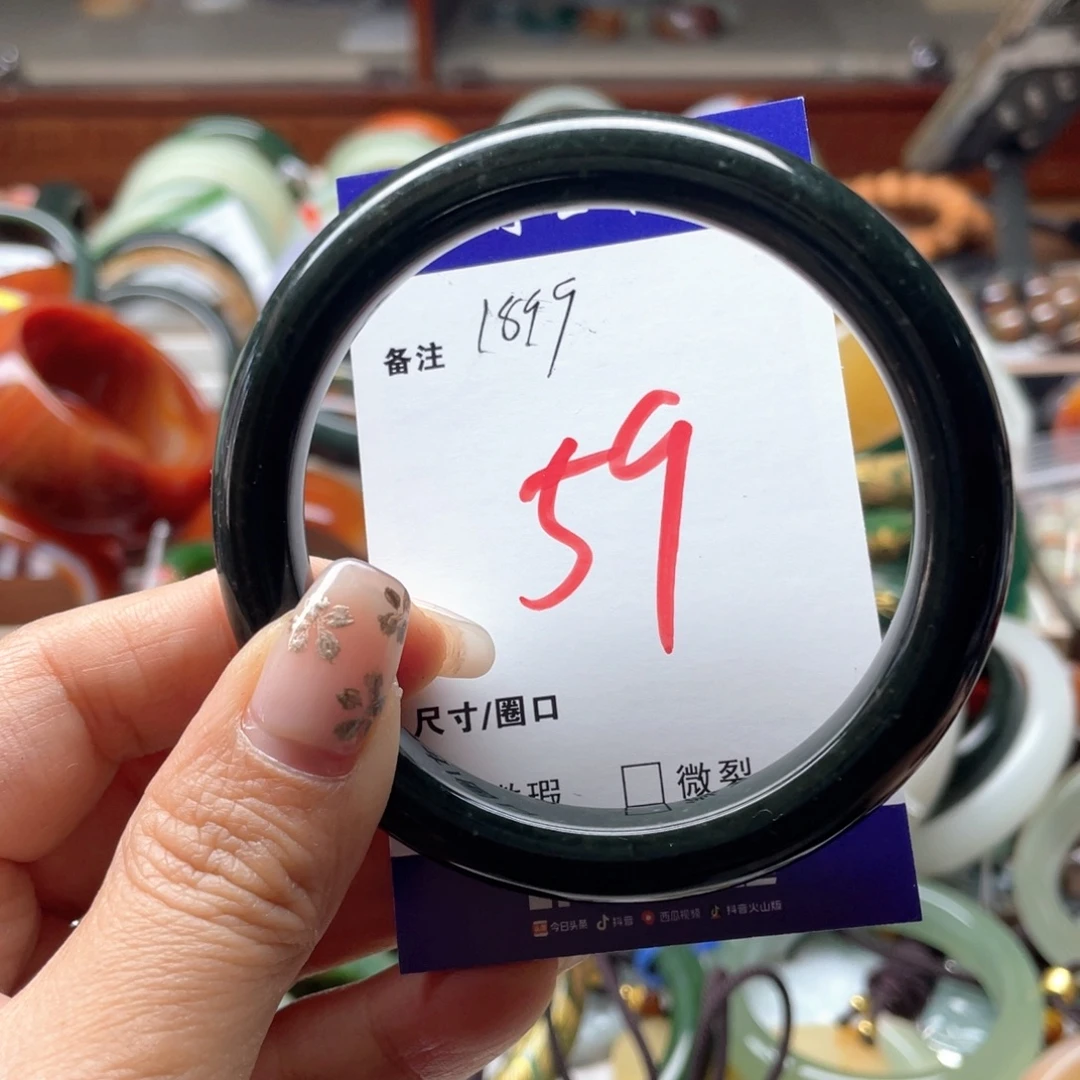 备注 1899
59
尺寸/圈口
瑕 微裂
今日头条 抖音 西瓜视频 抖音火山版